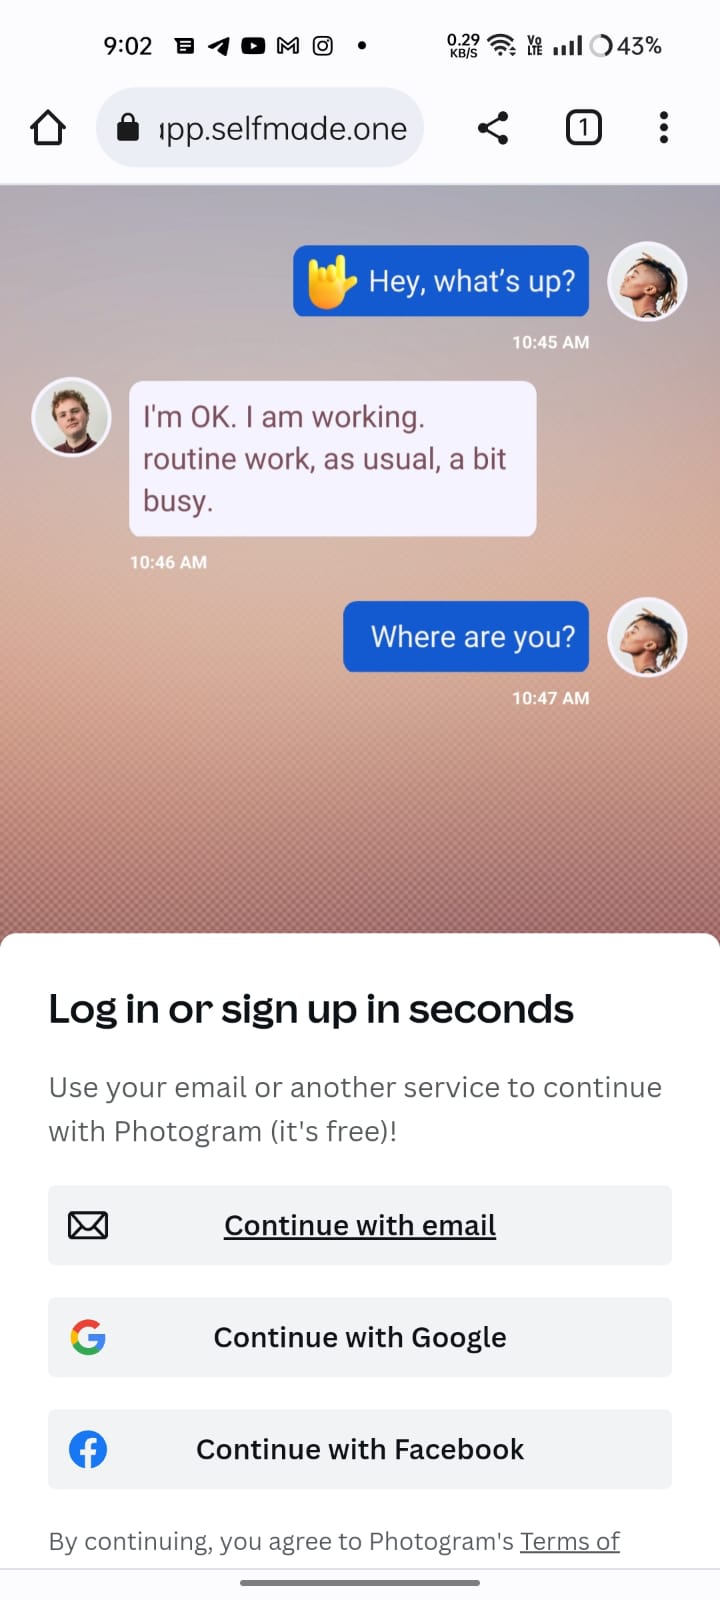 9:02
0.29 KB/S
Vo LTE
43%
app.selfmade.one
1
Hey, what's up?
10:45 AM
I'm OK. I am working.
routine work, as usual, a bit
busy.
10:46 AM
Where are you?
10:47 AM
Log in or sign up in seconds
Use your email or another service to continue
with Photogram (it's free)!
Continue with email
Continue with Google
Continue with Facebook
By continuing, you agree to Photogram's Terms of